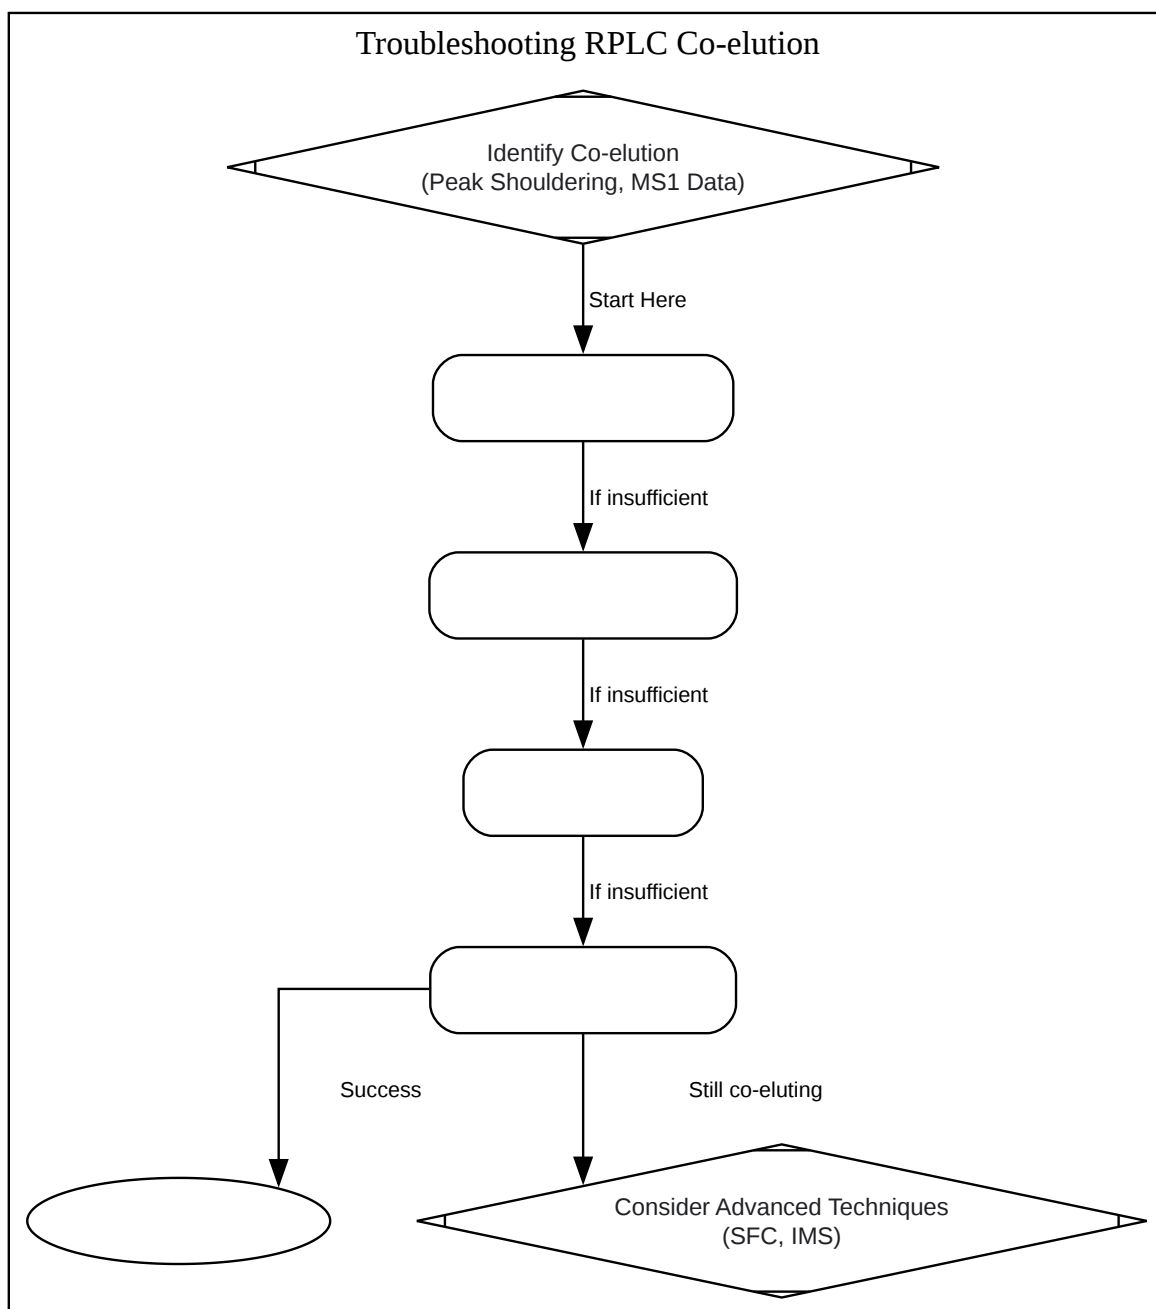 Troubleshooting RPLC Co-elution
Identify Co-elution
(Peak Shouldering, MS1 Data)
Start Here
If insufficient
If insufficient
If insufficient
Success
Still co-eluting
Consider Advanced Techniques
(SFC, IMS)